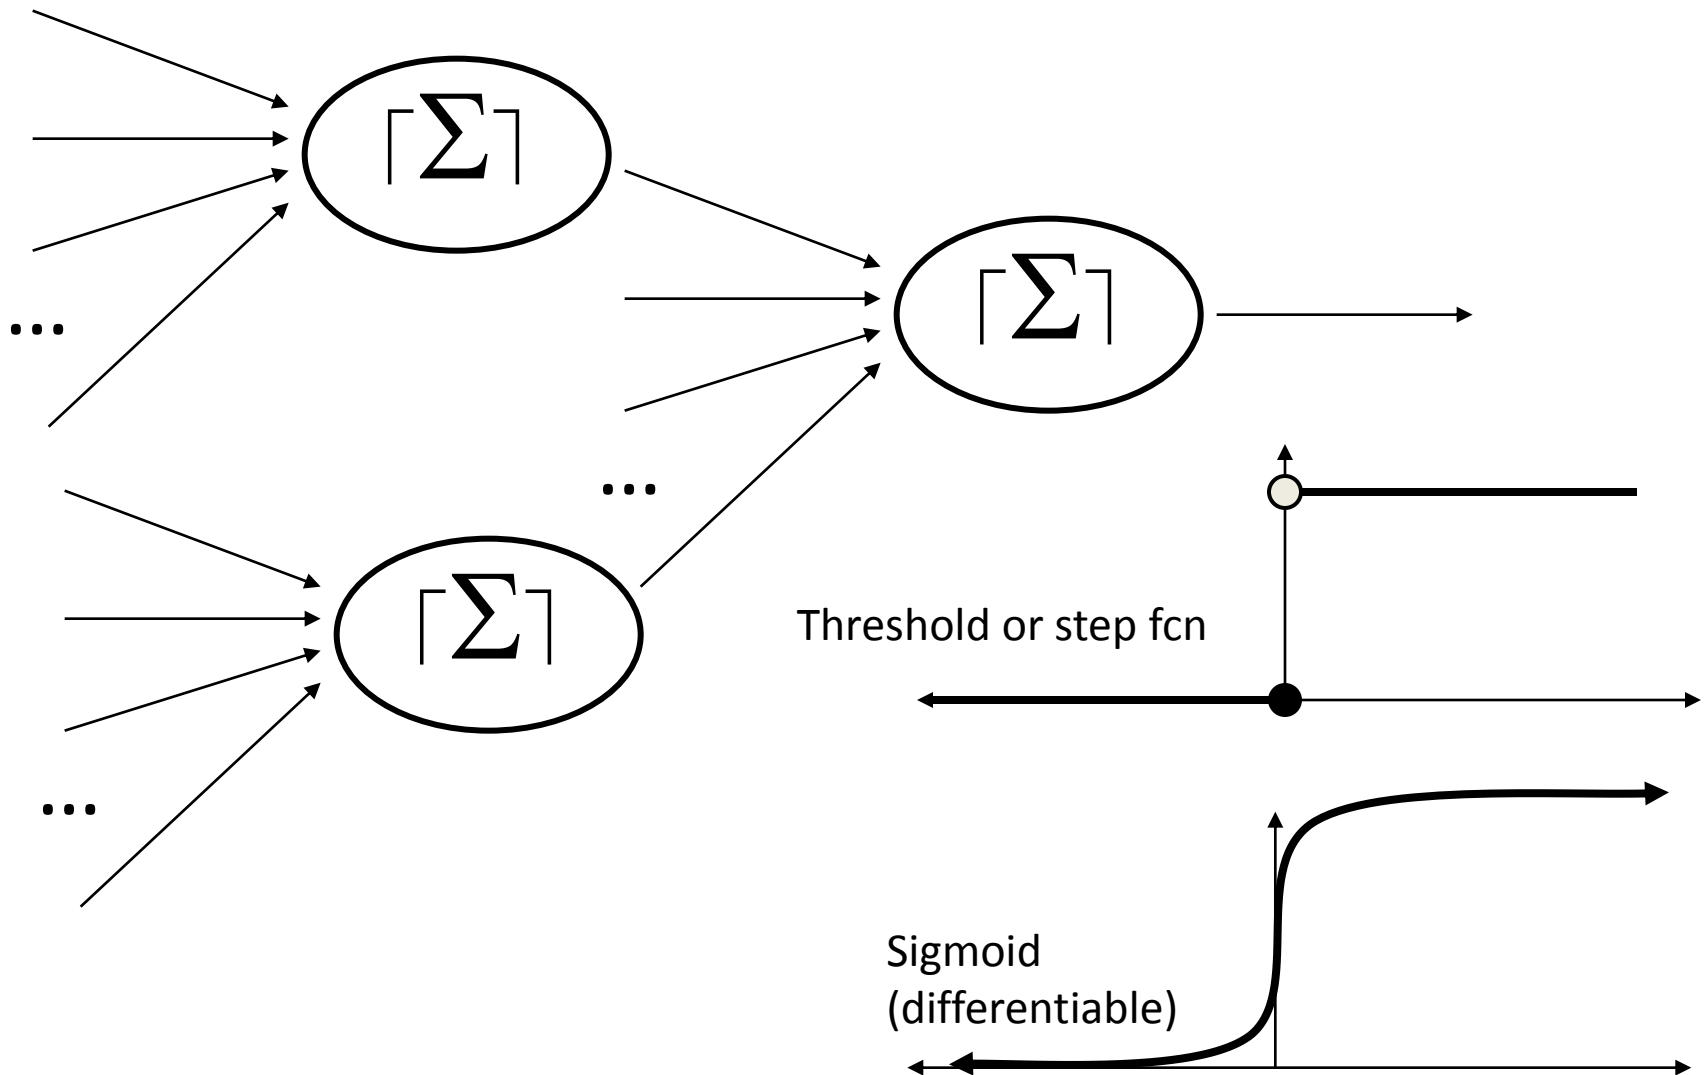 ⌈Σ⌉
⌈Σ⌉
...
...
⌈Σ⌉
Threshold or step fcn
...
Sigmoid
(differentiable)